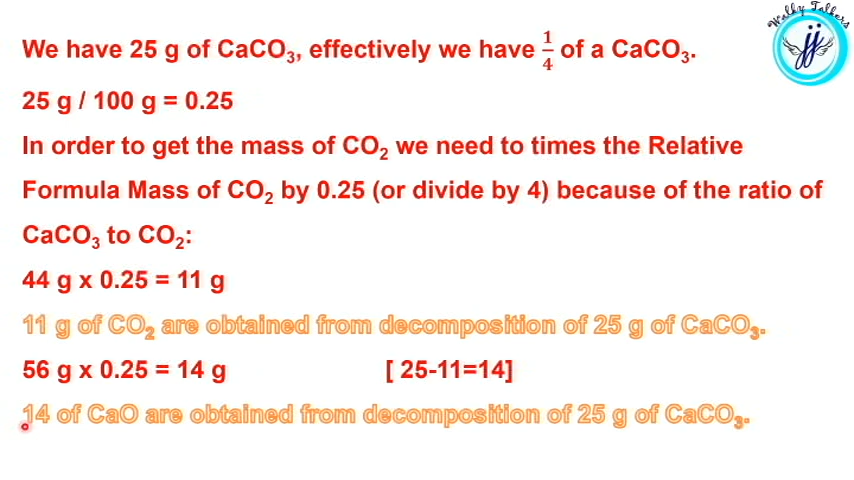 Walky Talkers
jj
We have 25 g of CaCO₃, effectively we have 1/4 of a CaCO₃.
25 g / 100 g = 0.25
In order to get the mass of CO₂ we need to times the Relative
Formula Mass of CO₂ by 0.25 (or divide by 4) because of the ratio of
CaCO₃ to CO₂:
44 g x 0.25 = 11 g
11 g of CO₂ are obtained from decomposition of 25 g of CaCO₃.
56 g x 0.25 = 14 g [ 25-11=14]
14 of CaO are obtained from decomposition of 25 g of CaCO₃.